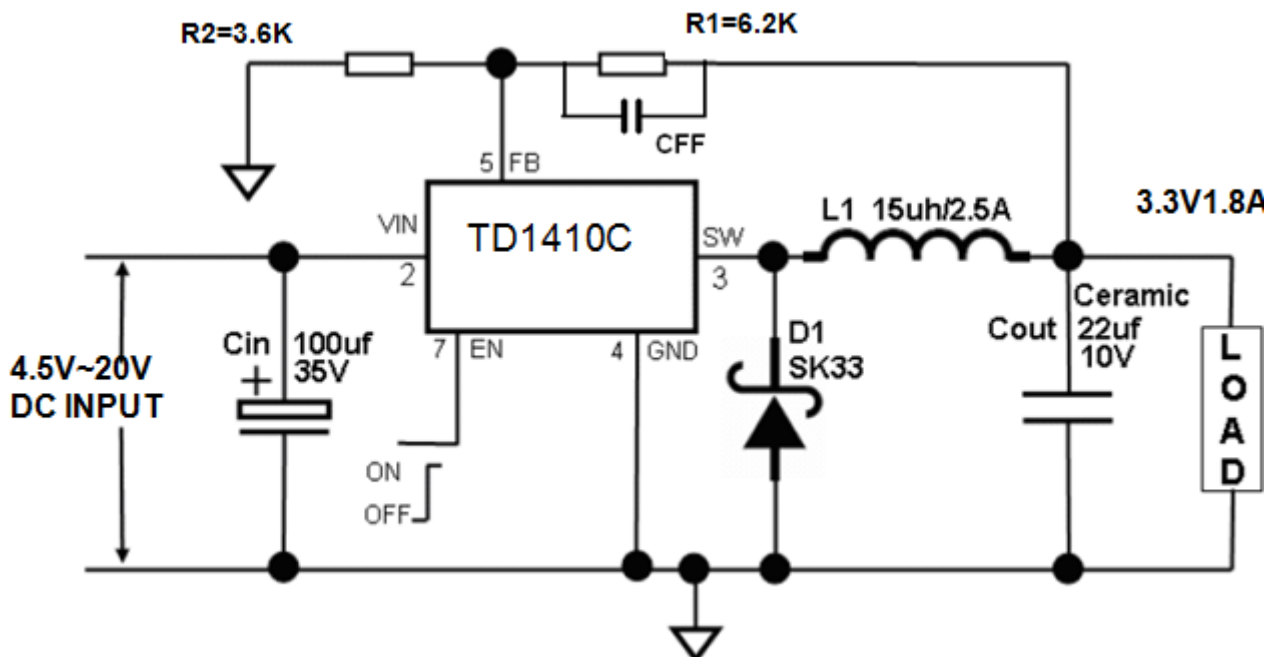 R2=3.6K
R1=6.2K
CFF
5 FB
VIN
TD1410C
SW
L1 15uh/2.5A
3.3V1.8A
2
3
Cin 100uf
35V
+
7 EN
4 GND
D1
SK33
Ceramic
Cout 22uf
10V
4.5V~20V
DC INPUT
ON
OFF
L
O
A
D